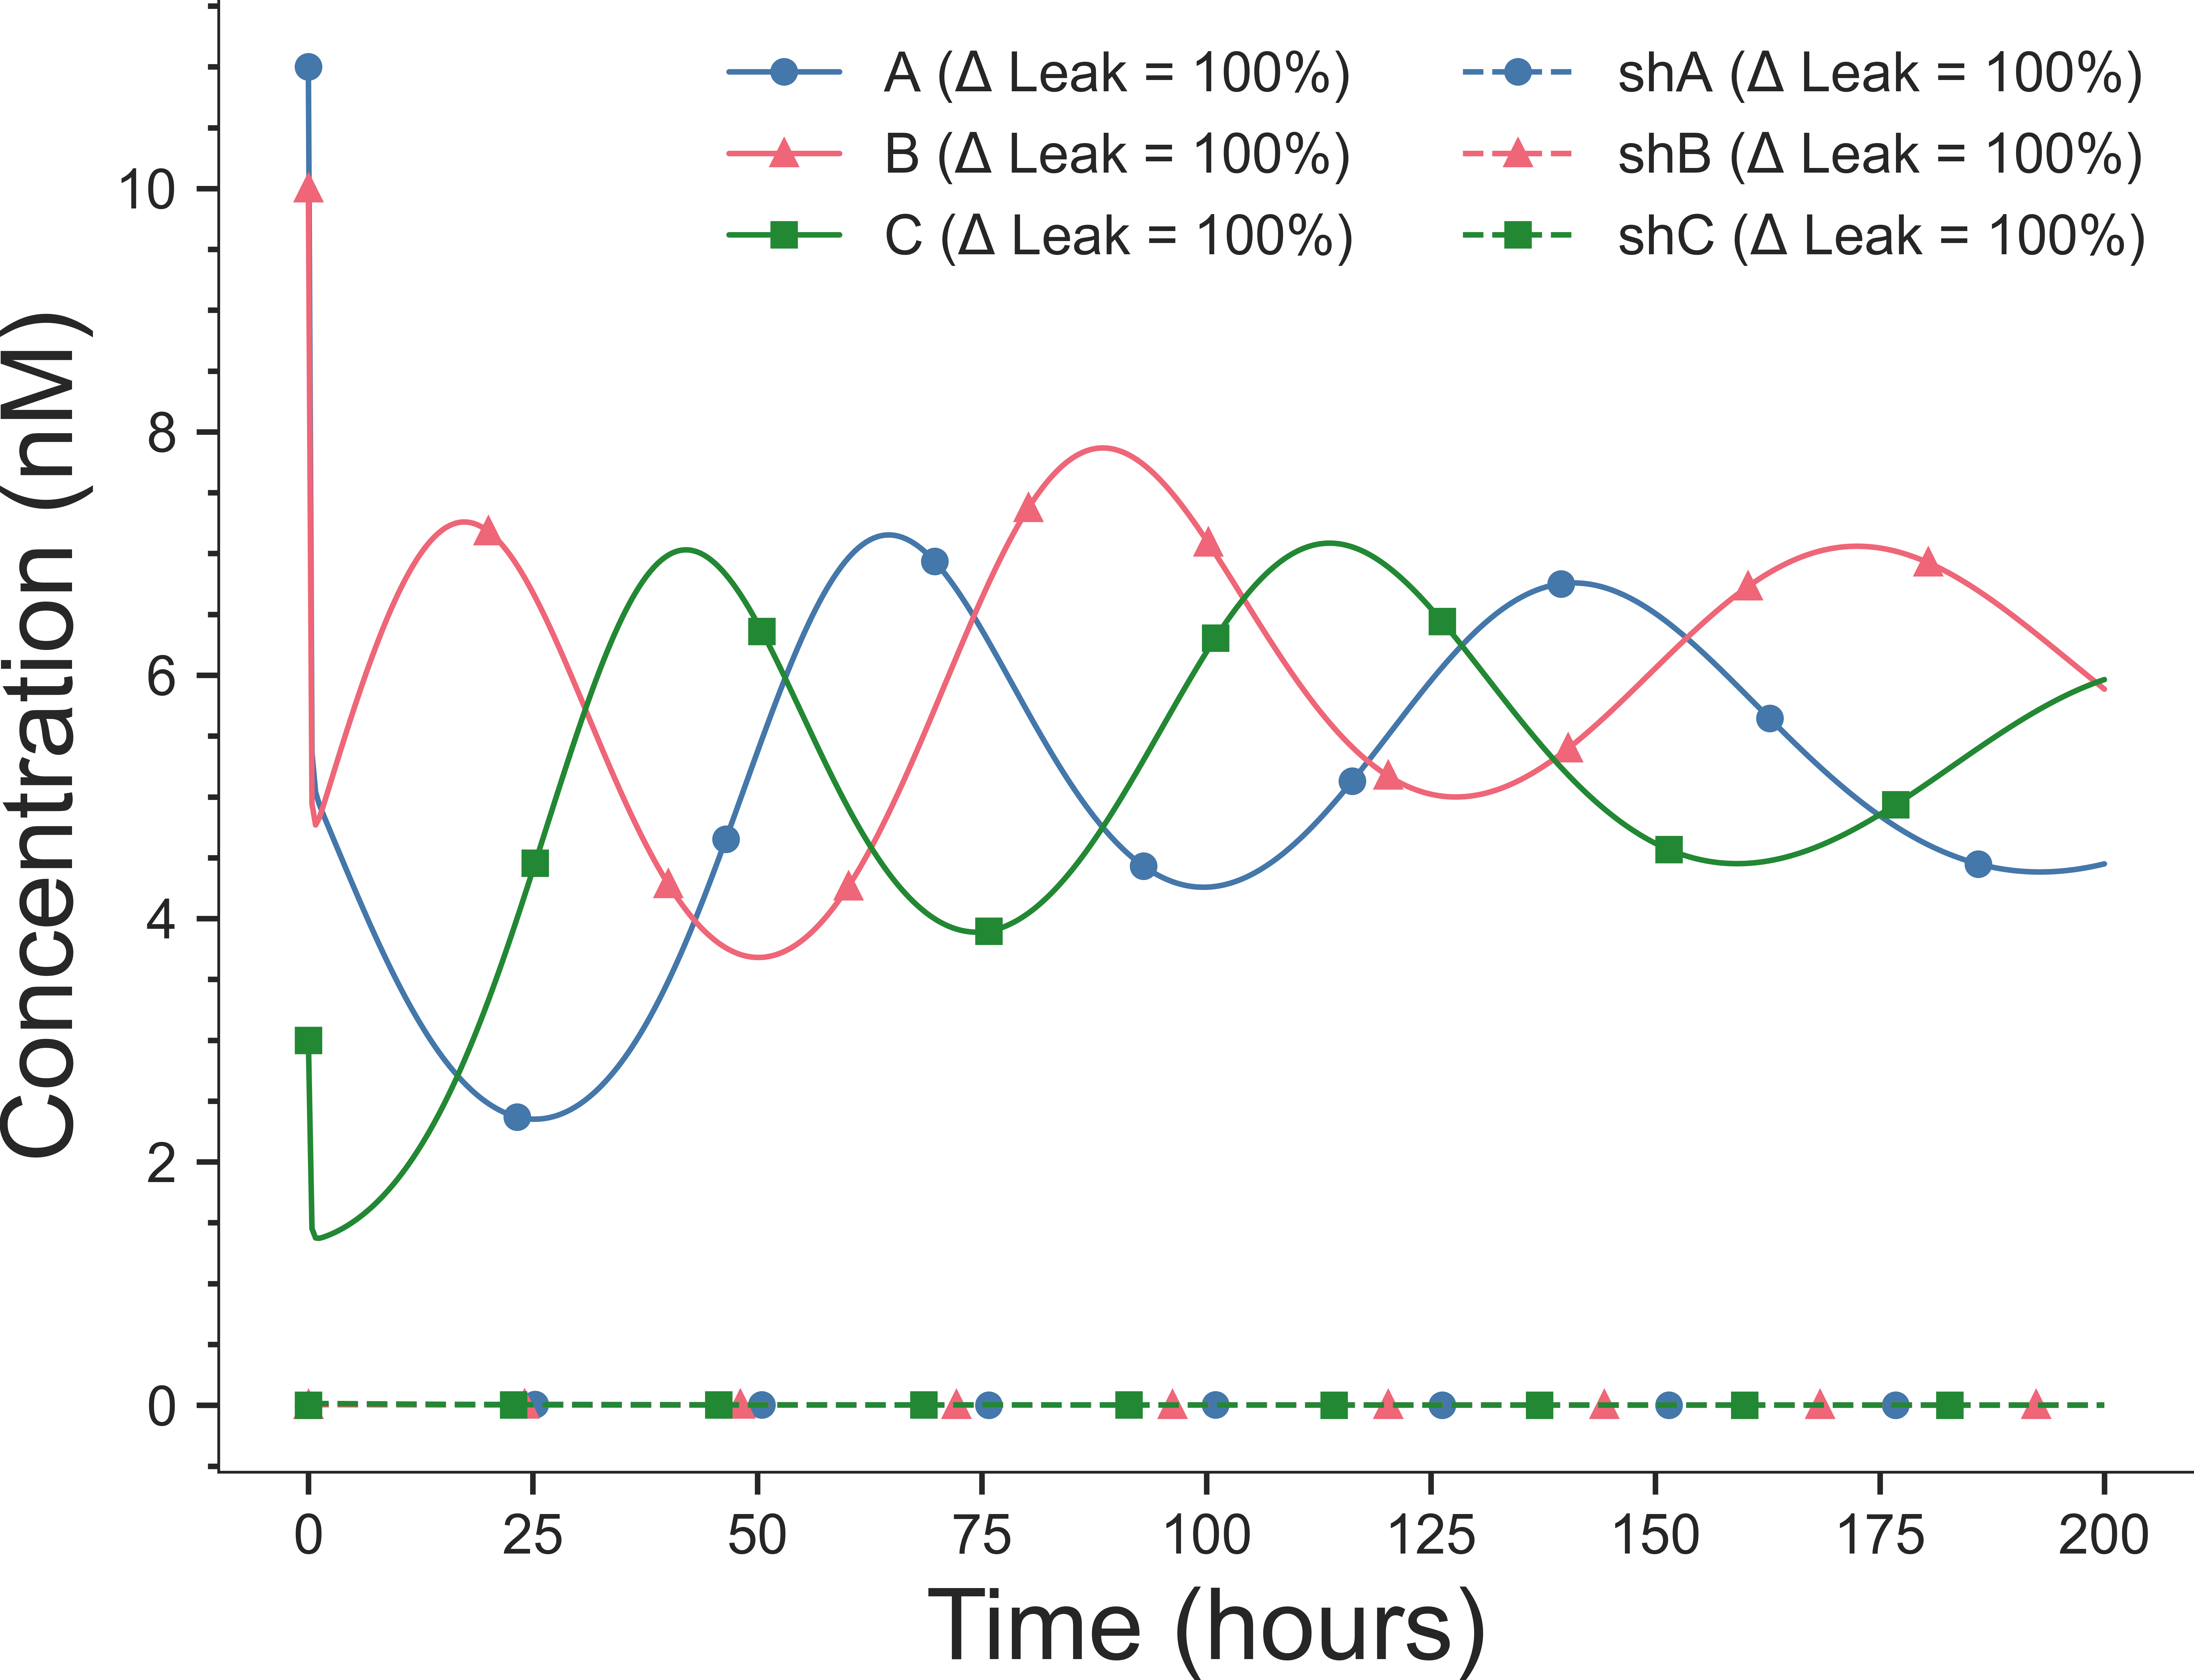 A (Δ Leak = 100%)
B (Δ Leak = 100%)
C (Δ Leak = 100%)
shA (Δ Leak = 100%)
shB (Δ Leak = 100%)
shC (Δ Leak = 100%)
Concentration (nM)
10
8
6
4
2
0
0 25 50 75 100 125 150 175 200
Time (hours)